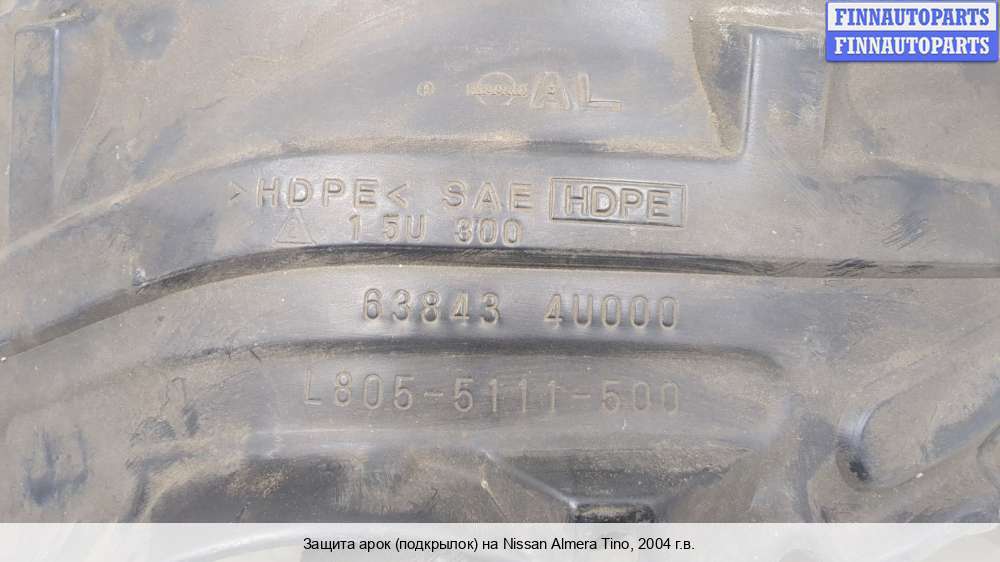 FINNAUTOPARTS
FINNAUTOPARTS
AL
>HDPE< SAE HDPE
1 5U 300
63843 4U000
L805-5111-500
Защита арок (подкрылок) на Nissan Almera Tino, 2004 г.в.